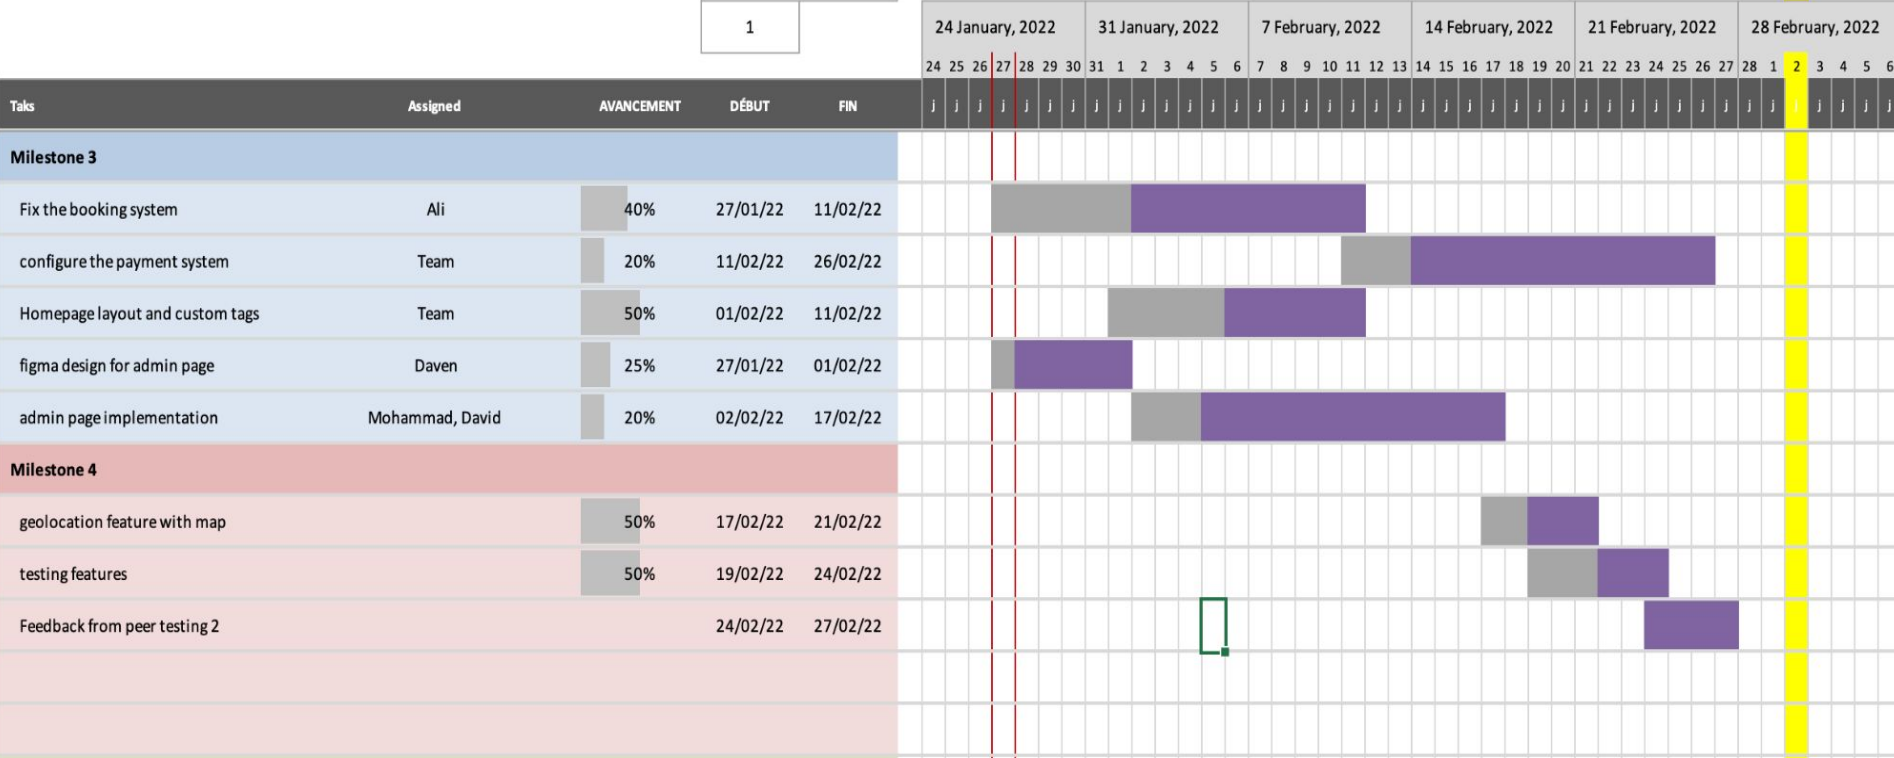 1
24 January, 2022 31 January, 2022 7 February, 2022 14 February, 2022 21 February, 2022 28 February, 2022
24 25 26 27 28 29 30 31 1 2 3 4 5 6 7 8 9 10 11 12 13 14 15 16 17 18 19 20 21 22 23 24 25 26 27 28 1 2 3 4 5 6
Taks Assigned AVANCEMENT DÉBUT FIN j j j j j j j j j j j j j j j j j j j j j j j j j j j j j j j j j j j j j j j j j j
Milestone 3
Fix the booking system Ali 40% 27/01/22 11/02/22
configure the payment system Team 20% 11/02/22 26/02/22
Homepage layout and custom tags Team 50% 01/02/22 11/02/22
figma design for admin page Daven 25% 27/01/22 01/02/22
admin page implementation Mohammad, David 20% 02/02/22 17/02/22
Milestone 4
geolocation feature with map 50% 17/02/22 21/02/22
testing features 50% 19/02/22 24/02/22
Feedback from peer testing 2 24/02/22 27/02/22